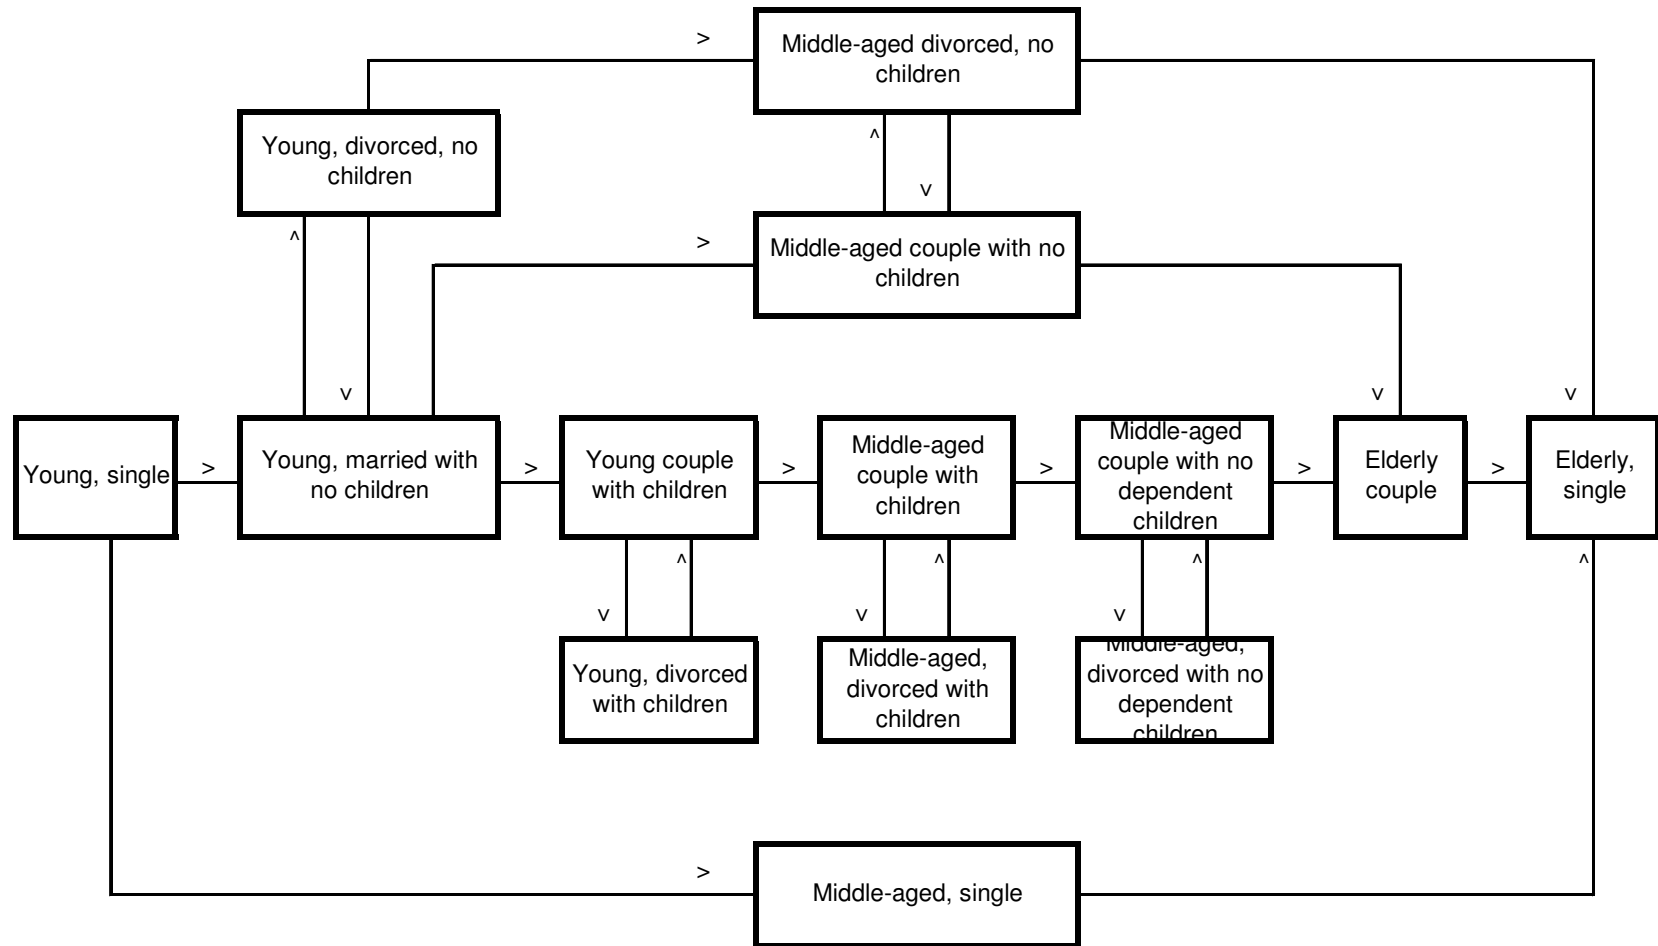 >
Middle-aged divorced, no
children
Young, divorced, no
children
^
v
^
>
Middle-aged couple with no
children
v
v
v
Young, single
>
Young, married with
no children
>
Young couple
with children
>
Middle-aged
couple with
children
>
Middle-aged
couple with no
dependent
children
>
Elderly
couple
>
Elderly,
single
^
^
^
^
v
v
v
Young, divorced
with children
Middle-aged,
divorced with
children
Middle-aged,
divorced with no
dependent
children
>
Middle-aged, single